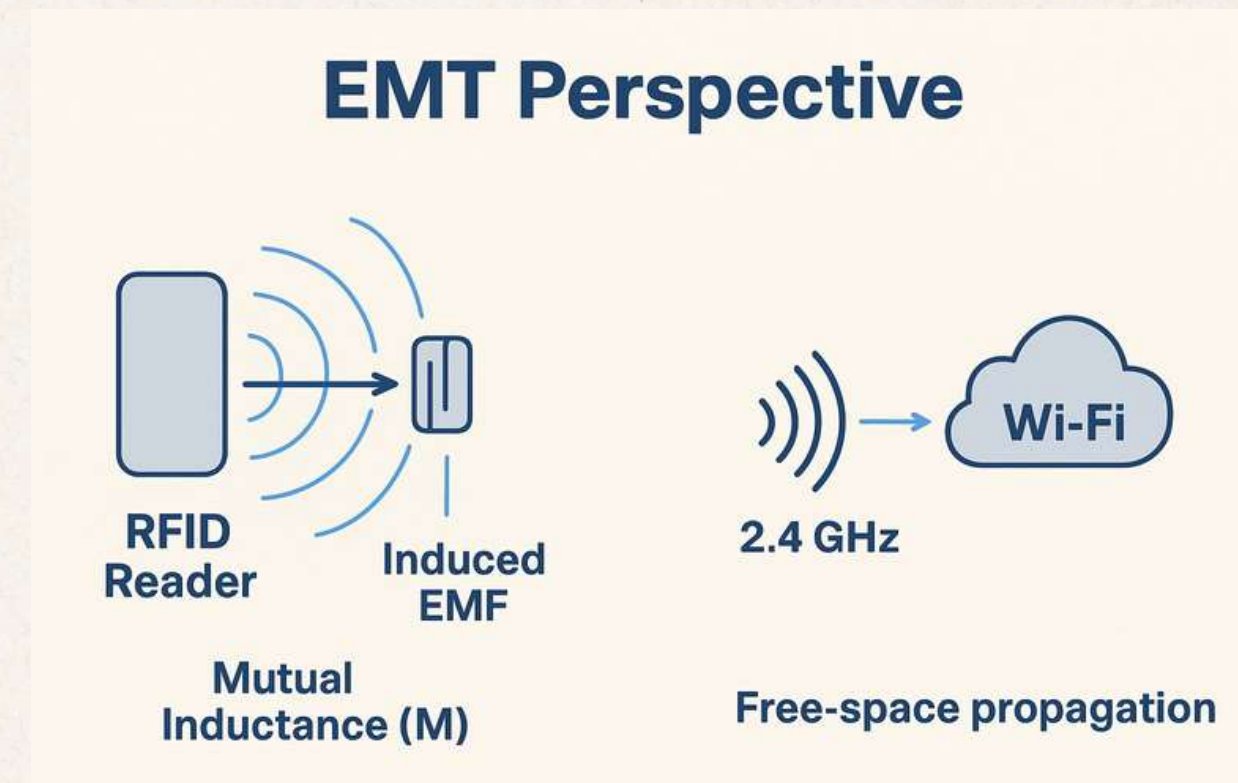 EMT Perspective
RFID
Reader
Induced
EMF
Mutual
Inductance (M)
2.4 GHz
Wi-Fi
Free-space propagation